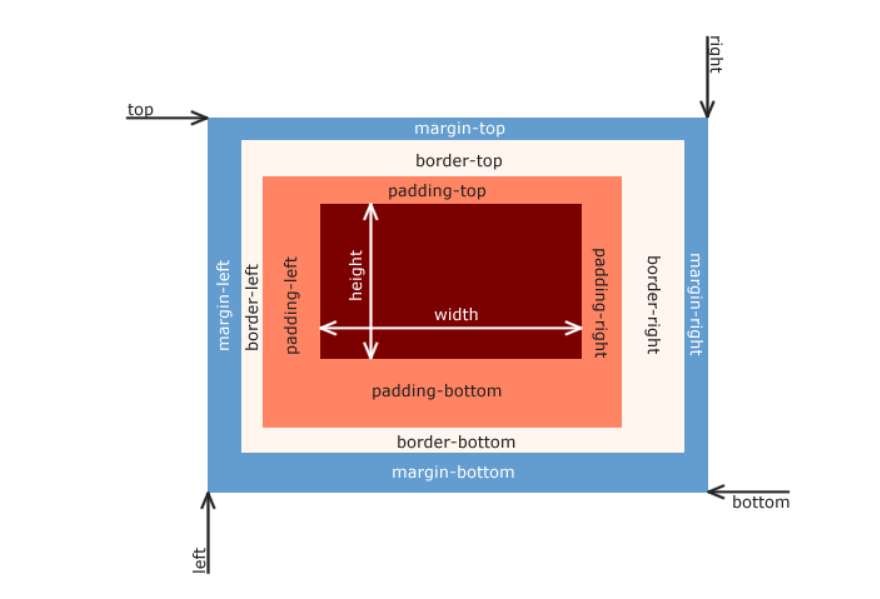 right
top
margin-top
border-top
padding-top
margin-left
border-left
padding-left
height
width
padding-right
border-right
margin-right
padding-bottom
border-bottom
margin-bottom
bottom
left